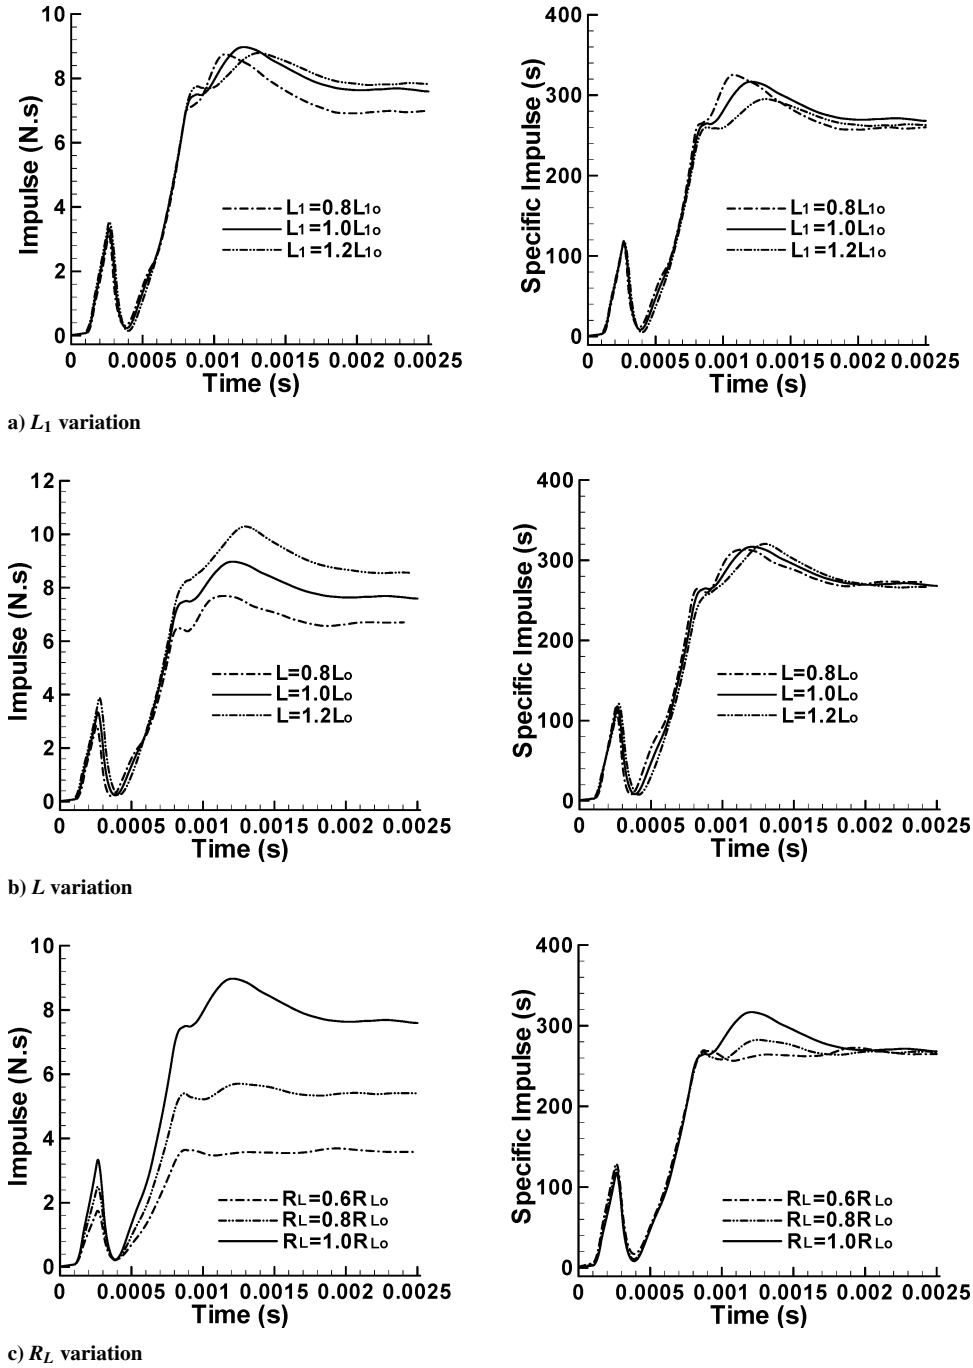 10
8
6
4
2
0
Impulse (N.s)
L1=0.8L1o
L1=1.0L1o
L1=1.2L1o
0 0.0005 0.001 0.0015 0.002 0.0025
Time (s)
400
300
200
100
0
Specific Impulse (s)
L1=0.8L1o
L1=1.0L1o
L1=1.2L1o
0 0.0005 0.001 0.0015 0.002 0.0025
Time (s)
a) L1 variation
12
10
8
6
4
2
0
Impulse (N.s)
L=0.8Lo
L=1.0Lo
L=1.2Lo
0 0.0005 0.001 0.0015 0.002 0.0025
Time (s)
400
300
200
100
0
Specific Impulse (s)
L=0.8Lo
L=1.0Lo
L=1.2Lo
0 0.0005 0.001 0.0015 0.002 0.0025
Time (s)
b) L variation
10
8
6
4
2
0
Impulse (N.s)
RL=0.6RLo
RL=0.8RLo
RL=1.0RLo
0 0.0005 0.001 0.0015 0.002 0.0025
Time (s)
400
300
200
100
0
Specific Impulse (s)
RL=0.6RLo
RL=0.8RLo
RL=1.0RLo
0 0.0005 0.001 0.0015 0.002 0.0025
Time (s)
c) RL variation